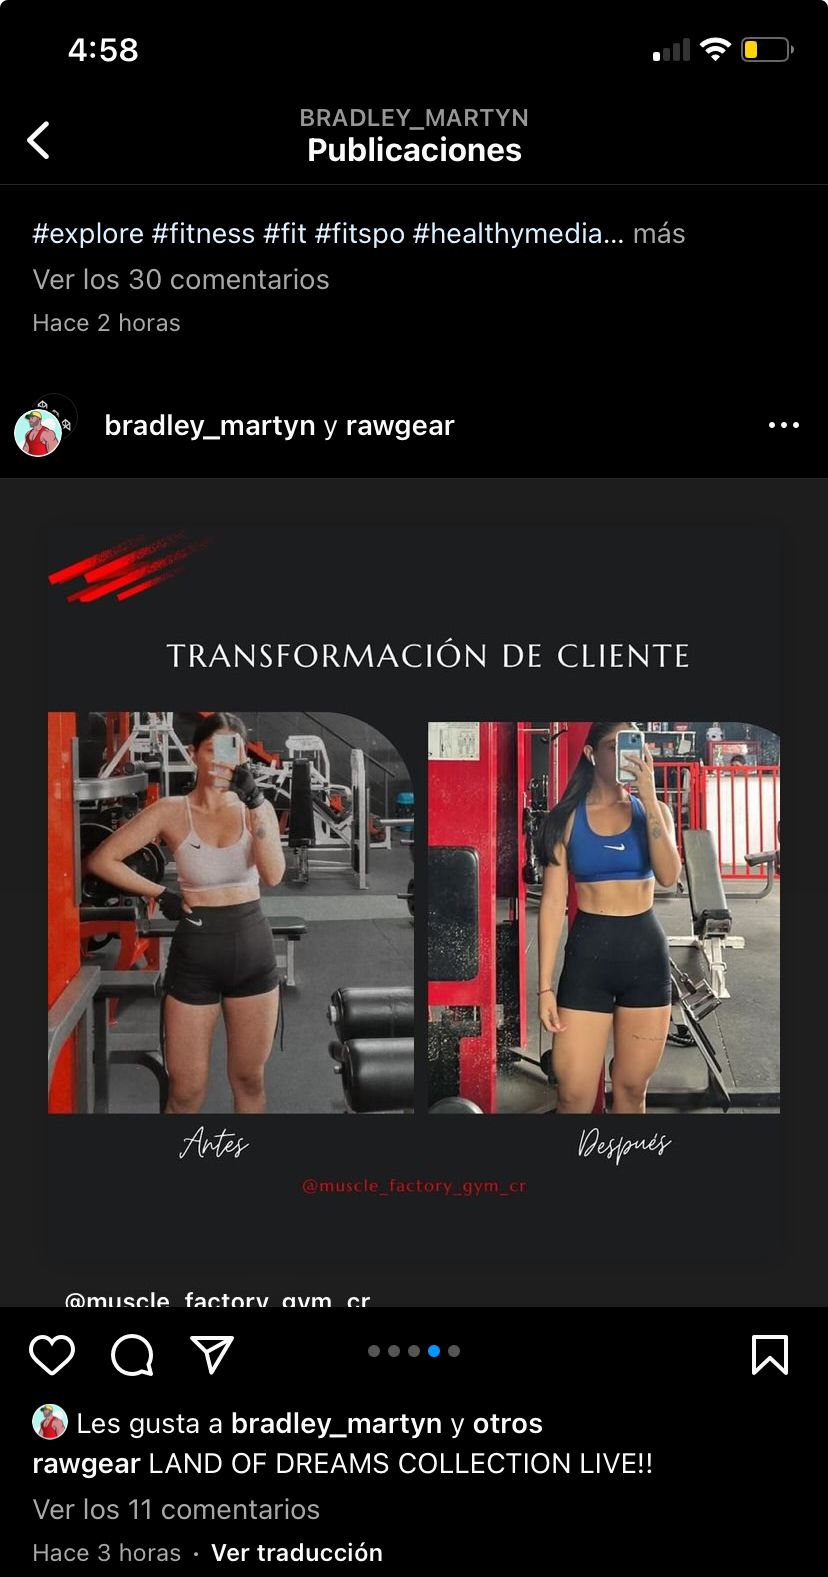 4:58
BRADLEY_MARTYN
Publicaciones
#explore #fitness #fit #fitspo #healthymedia... más
Ver los 30 comentarios
Hace 2 horas
bradley_martyn y rawgear
TRANSFORMACIÓN DE CLIENTE
Antes
Después
@muscle_factory_gym_cr
@muscle_factory_gym_cr
Les gusta a bradley_martyn y otros
rawgear LAND OF DREAMS COLLECTION LIVE!!
Ver los 11 comentarios
Hace 3 horas · Ver traducción